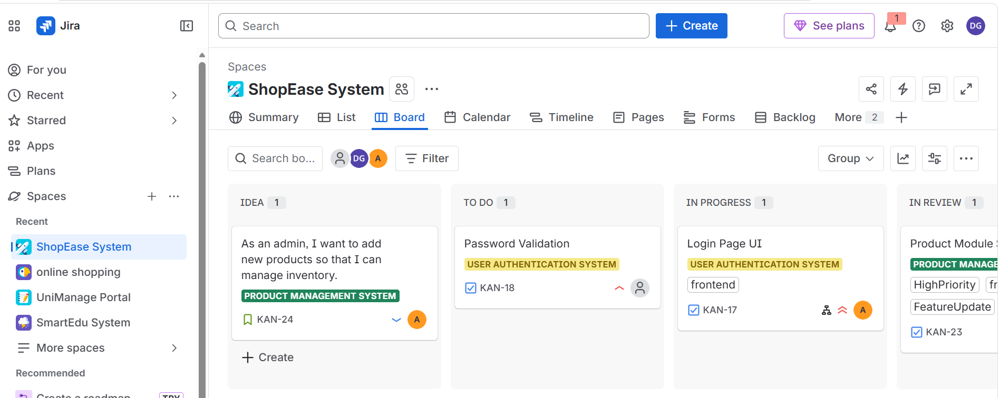 Jira
Search
Create
See plans
1
DG
For you
Recent
Starred
Apps
Plans
Spaces
Recent
ShopEase System
online shopping
UniManage Portal
SmartEdu System
More spaces
Recommended
Create a roadmap
TRY
Spaces
ShopEase System
Summary
List
Board
Calendar
Timeline
Pages
Forms
Backlog
More 2
Search bo...
DG
A
Filter
Group
IDEA 1
As an admin, I want to add
new products so that I can
manage inventory.
PRODUCT MANAGEMENT SYSTEM
KAN-24
A
Create
TO DO 1
Password Validation
USER AUTHENTICATION SYSTEM
KAN-18
IN PROGRESS 1
Login Page UI
USER AUTHENTICATION SYSTEM
frontend
KAN-17
A
IN REVIEW 1
Product Module
PRODUCT MANAGE
HighPriority
FeatureUpdate
KAN-23